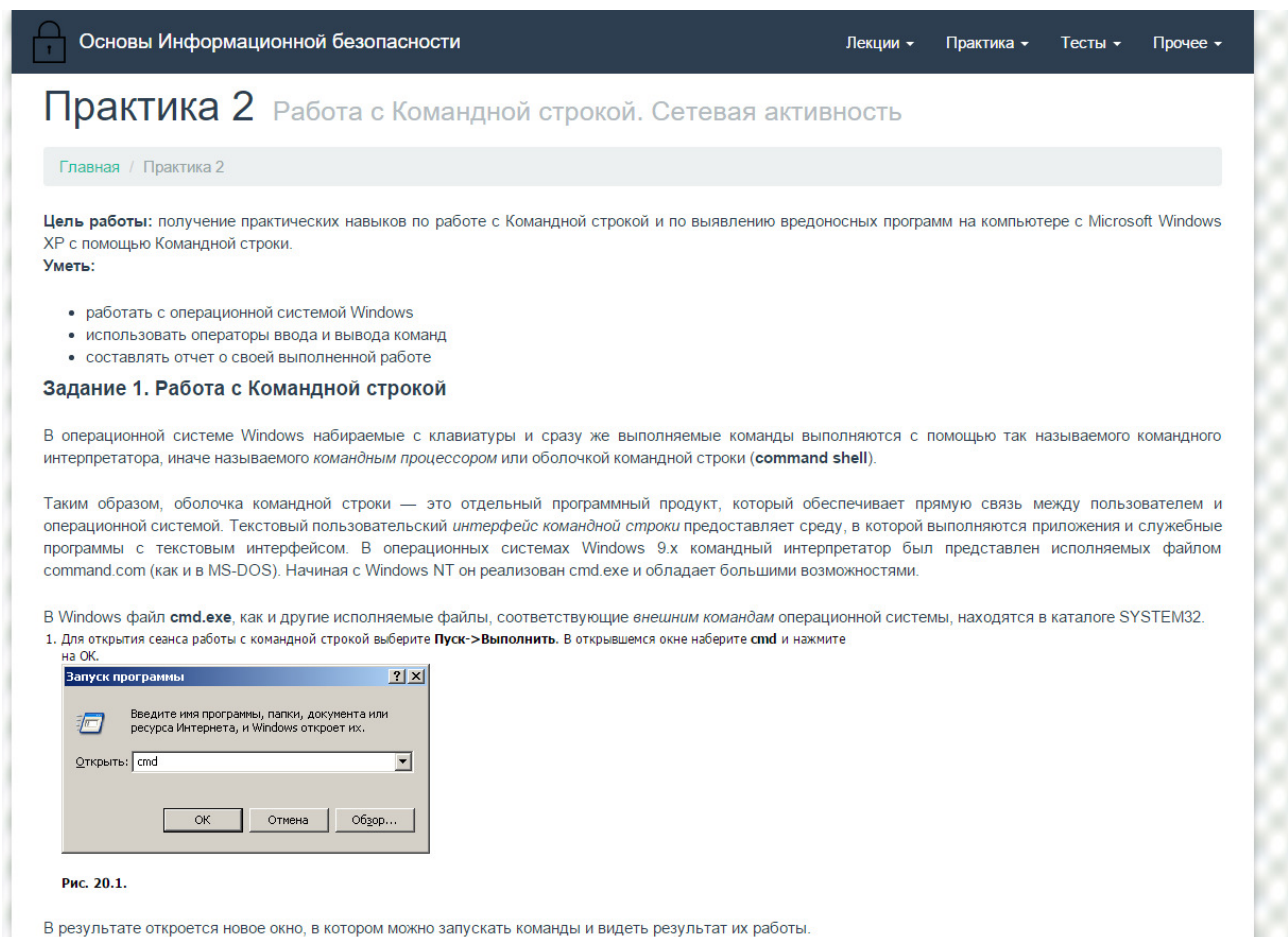 Основы Информационной безопасности
Лекции Практика Тесты Прочее
Практика 2 Работа с Командной строкой. Сетевая активность
Главная / Практика 2
Цель работы: получение практических навыков по работе с Командной строкой и по выявлению вредоносных программ на компьютере с Microsoft Windows
XP с помощью Командной строки.
Уметь:
• работать с операционной системой Windows
• использовать операторы ввода и вывода команд
• составлять отчет о своей выполненной работе
Задание 1. Работа с Командной строкой
В операционной системе Windows набираемые с клавиатуры и сразу же выполняемые команды выполняются с помощью так называемого командного
интерпретатора, иначе называемого командным процессором или оболочкой командной строки (command shell).
Таким образом, оболочка командной строки — это отдельный программный продукт, который обеспечивает прямую связь между пользователем и
операционной системой. Текстовый пользовательский интерфейс командной строки предоставляет среду, в которой выполняются приложения и служебные
программы с текстовым интерфейсом. В операционных системах Windows 9.x командный интерпретатор был представлен исполняемых файлом
command.com (как и в MS-DOS). Начиная с Windows NT он реализован cmd.exe и обладает большими возможностями.
В Windows файл cmd.exe, как и другие исполняемые файлы, соответствующие внешним командам операционной системы, находятся в каталоге SYSTEM32.
1. Для открытия сеанса работы с командной строкой выберите Пуск->Выполнить. В открывшемся окне наберите cmd и нажмите
на ОК.
Запуск программы
Введите имя программы, папки, документа или
ресурса Интернета, и Windows откроет их.
Открыть: cmd
ОК Отмена Обзор...
Рис. 20.1.
В результате откроется новое окно, в котором можно запускать команды и видеть результат их работы.